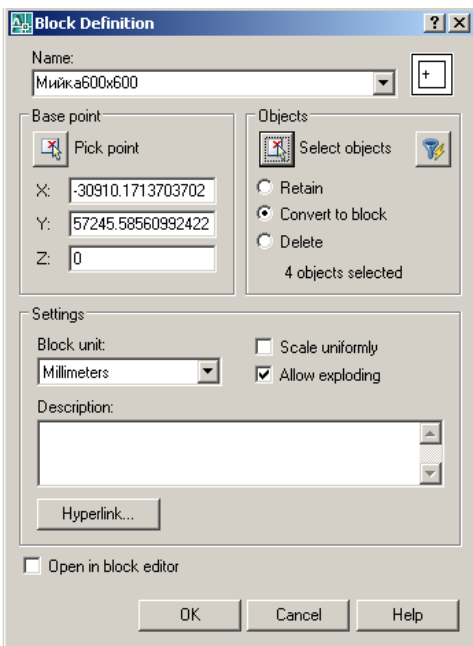 Block Definition
Name:
Мийка600x600
Base point
Pick point
X: -30910.1713703702
Y: 57245.58560992422
Z: 0
Objects
Select objects
Retain
Convert to block
Delete
4 objects selected
Settings
Block unit:
Millimeters
Scale uniformly
Allow exploding
Description:
Hyperlink...
Open in block editor
OK
Cancel
Help